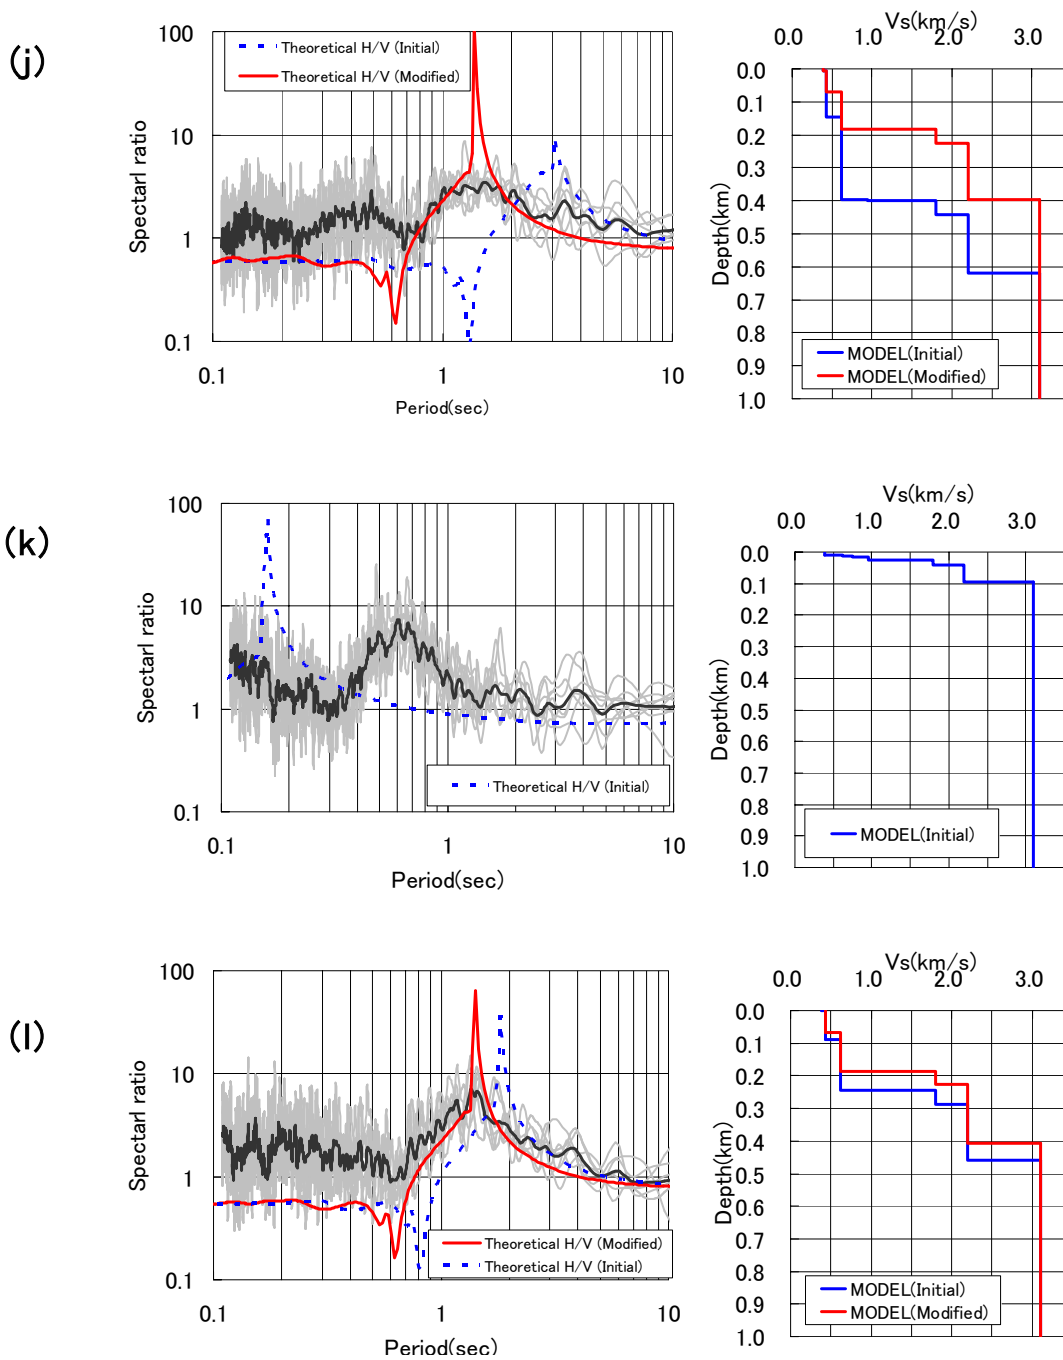 (j)
100
10
1
0.1
Spectarl ratio
Theoretical H/V (Initial)
Theoretical H/V (Modified)
0.1 1 10
Period(sec)
Vs(km/s)
0.0 1.0 2.0 3.0
Depth(km)
0.0
0.1
0.2
0.3
0.4
0.5
0.6
0.7
0.8
0.9
1.0
MODEL(Initial)
MODEL(Modified)
(k)
100
10
1
0.1
Spectarl ratio
Theoretical H/V (Initial)
0.1 1 10
Period(sec)
Vs(km/s)
0.0 1.0 2.0 3.0
Depth(km)
0.0
0.1
0.2
0.3
0.4
0.5
0.6
0.7
0.8
0.9
1.0
MODEL(Initial)
(l)
100
10
1
0.1
Spectarl ratio
Theoretical H/V (Modified)
Theoretical H/V (Initial)
0.1 1 10
Period(sec)
Vs(km/s)
0.0 1.0 2.0 3.0
Depth(km)
0.0
0.1
0.2
0.3
0.4
0.5
0.6
0.7
0.8
0.9
1.0
MODEL(Initial)
MODEL(Modified)